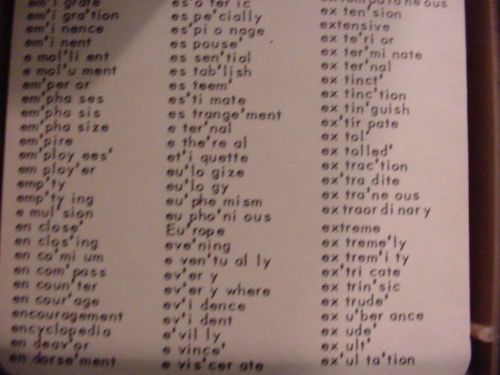 em'i grate
em'i gra'tion
em'i nence
em'i nent
e mol'li ent
e mol'u ment
em'per or
em'pha ses
em'pha sis
em'pha size
em'pire
em'ploy ees'
em ploy'er
emp'ty
emp'ty ing
e mul'sion
en close'
en clos'ing
en co'mi um
en com'pass
en coun'ter
en cour'age
encouragement
encyclopedia
en deav'or
en dorse'ment
es o ter ic
es pe'cially
es'pi o nage
es pouse'
es sen'tial
es tab'lish
es teem'
es'ti mate
es trange'ment
e ter'nal
e the're al
et'i quette
eu'lo gize
eu'lo gy
eu'phe mism
eu pho'ni ous
Eu'rope
eve'ning
e ven'tu al ly
ev'er y
ev'er y where
ev'i dence
ev'i dent
e'vil ly
e vince'
e vis'cer ate
ex ten'sion
extensive
ex te'ri or
ex ter'mi nate
ex ter'nal
ex tinct'
ex tinc'tion
ex tin'guish
ex'tir pate
ex tol'
ex tolled'
ex trac'tion
ex'tra dite
ex tra'ne ous
ex traor di nar y
extreme
ex treme'ly
ex trem'i ty
ex'tri cate
ex trin'sic
ex trude'
ex u'ber ance
ex ude'
ex ult'
ex'ul ta'tion